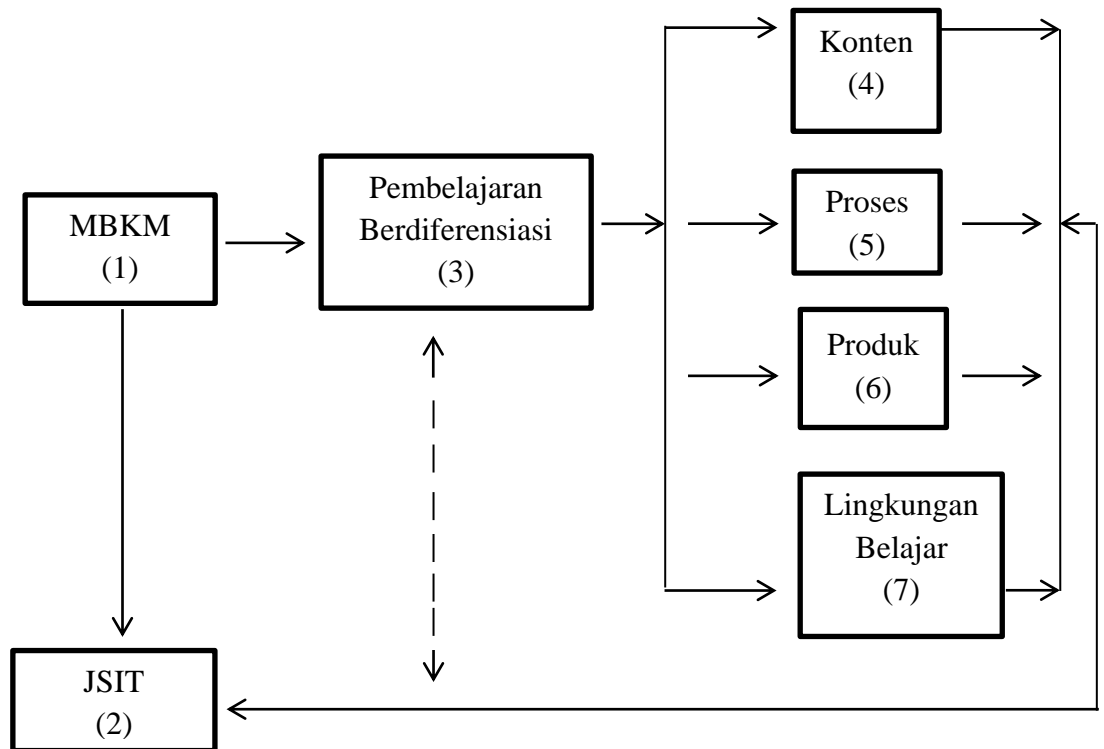 MBKM
(1)
JSIT
(2)
Pembelajaran
Berdiferensiasi
(3)
Konten
(4)
Proses
(5)
Produk
(6)
Lingkungan
Belajar
(7)